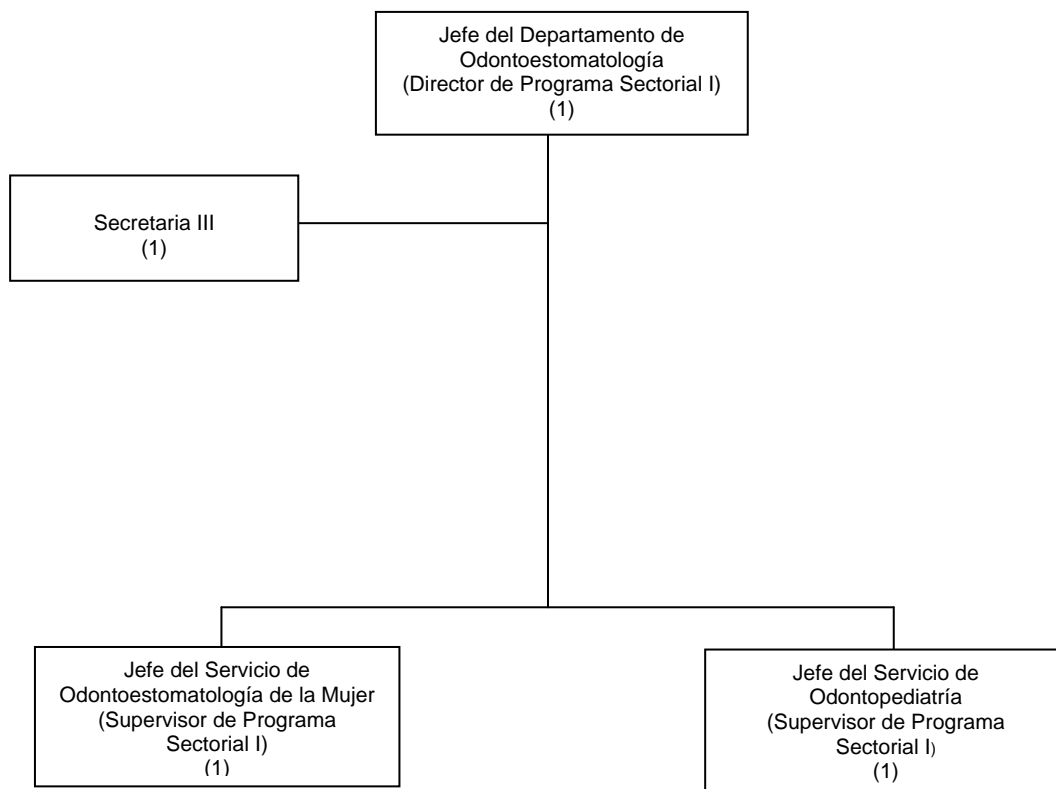 Jefe del Departamento de
Odontoestomatología
(Director de Programa Sectorial I)
(1)
Secretaria III
(1)
Jefe del Servicio de
Odontoestomatología de la Mujer
(Supervisor de Programa
Sectorial I)
(1)
Jefe del Servicio de
Odontopediatría
(Supervisor de Programa
Sectorial I)
(1)